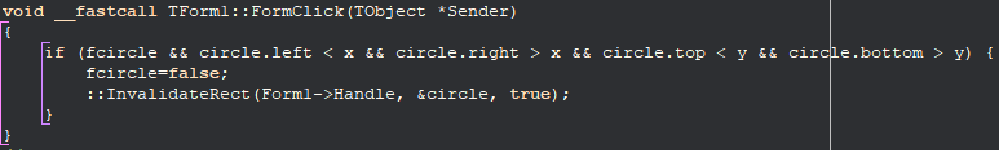 void __fastcall TForm1::FormClick(TObject *Sender)
{
if (fcircle && circle.left < x && circle.right > x && circle.top < y && circle.bottom > y) {
fcircle=false;
::InvalidateRect(Form1->Handle, &circle, true);
}
}